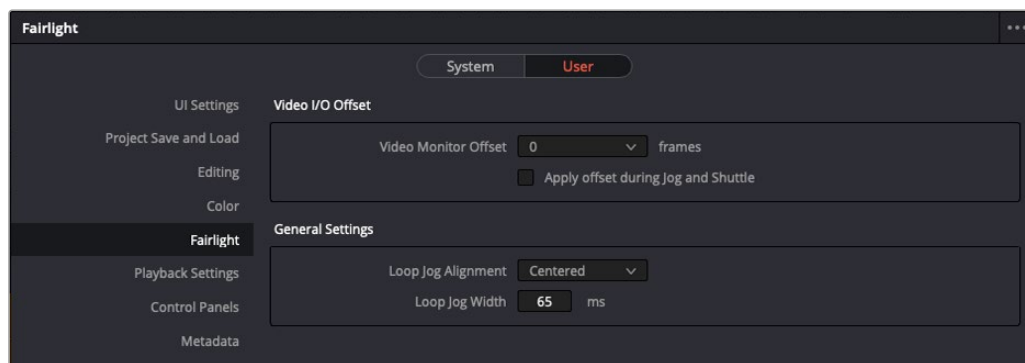 Fairlight
System User
UI Settings
Project Save and Load
Editing
Color
Fairlight
Playback Settings
Control Panels
Metadata
Video I/O Offset
Video Monitor Offset 0 frames
Apply offset during Jog and Shuttle
General Settings
Loop Jog Alignment Centered
Loop Jog Width 65 ms